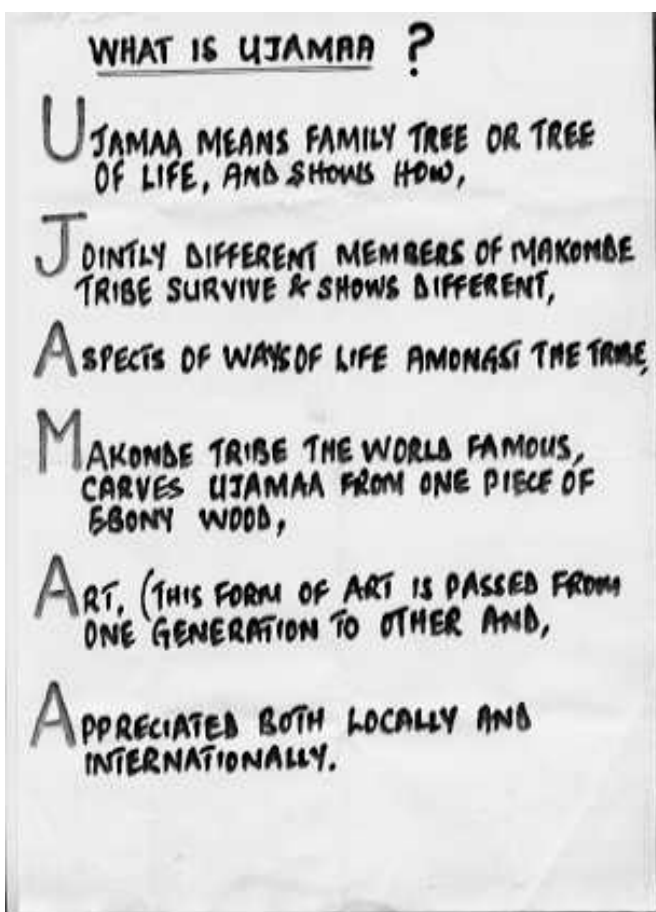 WHAT IS UJAMAA ?
UJAMAA MEANS FAMILY TREE OR TREE
OF LIFE, AND SHOWS HOW,
JOINTLY DIFFERENT MEMBERS OF MAKONDE
TRIBE SURVIVE & SHOWS DIFFERENT,
ASPECTS OF WAYS OF LIFE AMONGST THE TRIBE,
MAKONDE TRIBE THE WORLD FAMOUS,
CARVES UJAMAA FROM ONE PIECE OF
EBONY WOOD,
ART, (THIS FORM OF ART IS PASSED FROM
ONE GENERATION TO OTHER AND,
APPRECIATED BOTH LOCALLY AND
INTERNATIONALLY.